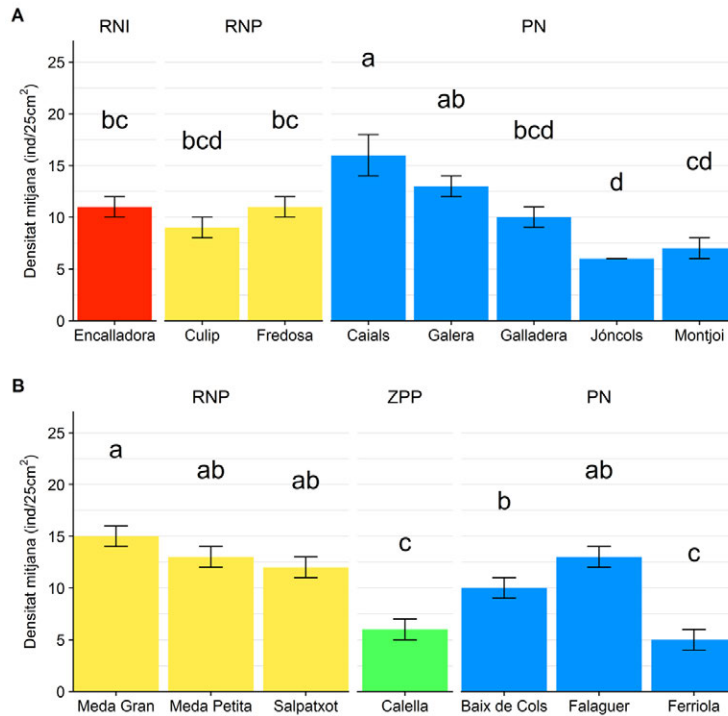 A
RNI RNP PN
Densitat mitjana (ind/25cm²)
25
20
15
10
5
0
bc bcd bc a ab bcd d cd
Encalladora Culip Fredosa Caials Galera Galladera Jóncols Montjoi
B
RNP ZPP PN
Densitat mitjana (ind/25cm²)
25
20
15
10
5
0
a ab ab c b ab c
Meda Gran Meda Petita Salpatxot Calella Baix de Cols Falaguer Ferriola